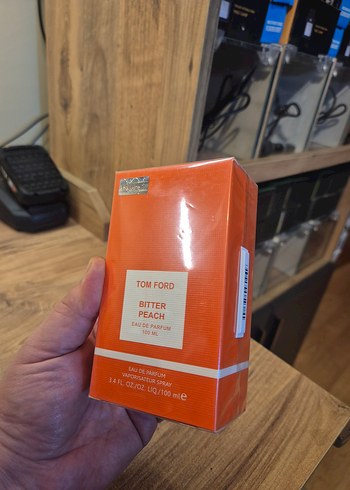 TOM FORD
BITTER
PEACH
EAU DE PARFUM
100 ML
EAU DE PARFUM
VAPORISATEUR SPRAY
3.4 FL. OZ./OZ. LIQ./100 ml ℮